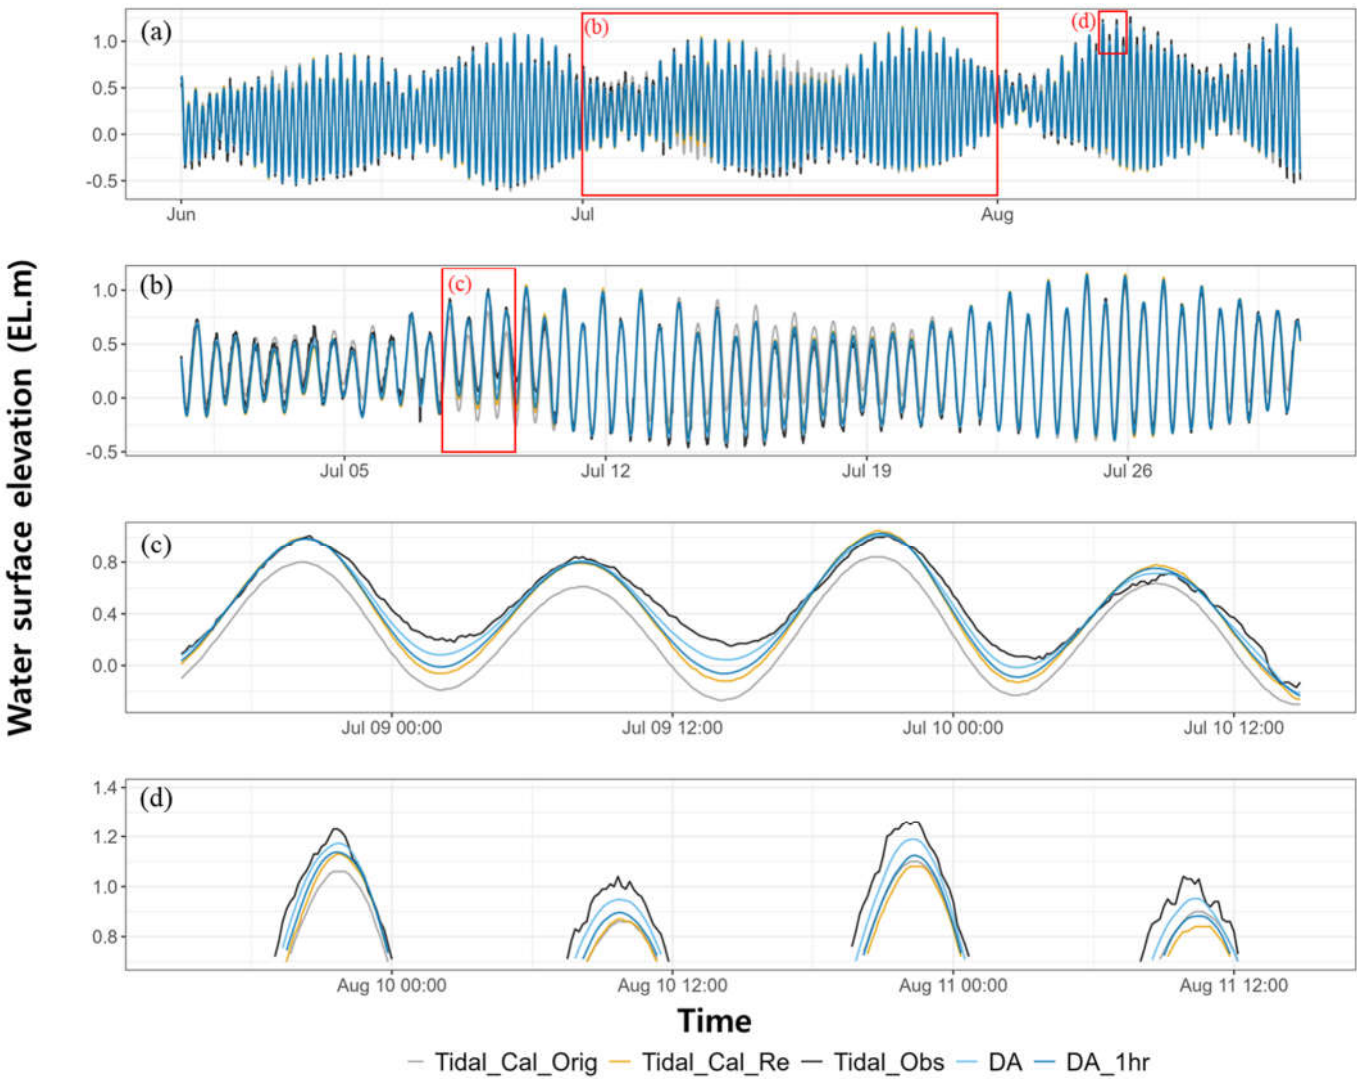 Water surface elevation (EL.m)
(a)
(b)
(d)
1.0
0.5
0.0
-0.5
Jun
Jul
Aug
(b)
(c)
1.0
0.5
0.0
-0.5
Jul 05
Jul 12
Jul 19
Jul 26
(c)
0.8
0.4
0.0
Jul 09 00:00
Jul 09 12:00
Jul 10 00:00
Jul 10 12:00
(d)
1.4
1.2
1.0
0.8
Aug 10 00:00
Aug 10 12:00
Aug 11 00:00
Aug 11 12:00
Time
Tidal_Cal_Orig
Tidal_Cal_Re
Tidal_Obs
DA
DA_1hr